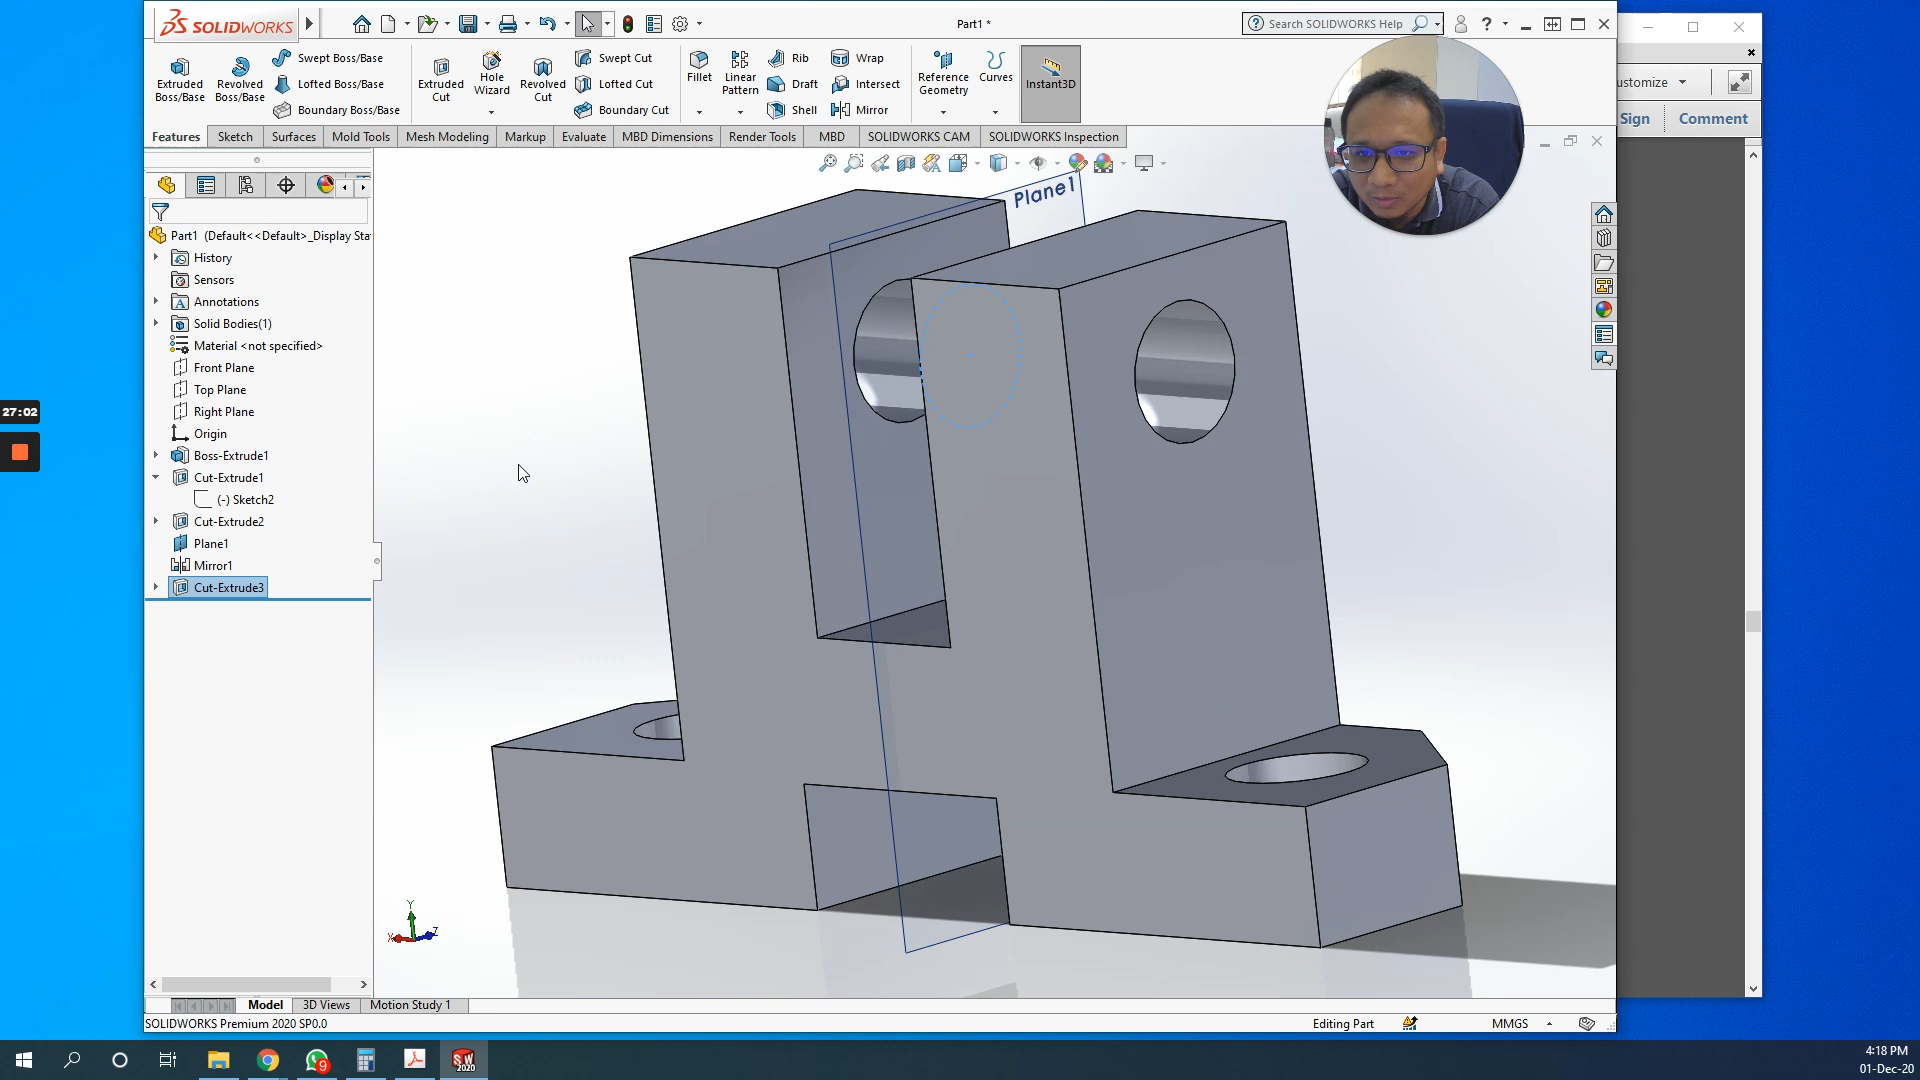 SOLIDWORKS
Part1 *
Search SOLIDWORKS Help
?
Extruded
Boss/Base
Revolved
Boss/Base
Swept Boss/Base
Lofted Boss/Base
Boundary Boss/Base
Extruded
Cut
Hole
Wizard
Revolved
Cut
Swept Cut
Lofted Cut
Boundary Cut
Fillet
Linear
Pattern
Rib
Draft
Shell
Wrap
Intersect
Mirror
Reference
Geometry
Curves
Instant3D
ustomize
Sign
Comment
Features
Sketch
Surfaces
Mold Tools
Mesh Modeling
Markup
Evaluate
MBD Dimensions
Render Tools
MBD
SOLIDWORKS CAM
SOLIDWORKS Inspection
Part1 (Default<<Default>_Display Sta
History
Sensors
Annotations
Solid Bodies(1)
Material <not specified>
Front Plane
Top Plane
Right Plane
Origin
Boss-Extrude1
Cut-Extrude1
(-) Sketch2
Cut-Extrude2
Plane1
Mirror1
Cut-Extrude3
Plane1
27:02
Y
X
Z
Model
3D Views
Motion Study 1
SOLIDWORKS Premium 2020 SP0.0
Editing Part
MMGS
9
SW
2020
4:18 PM
01-Dec-20